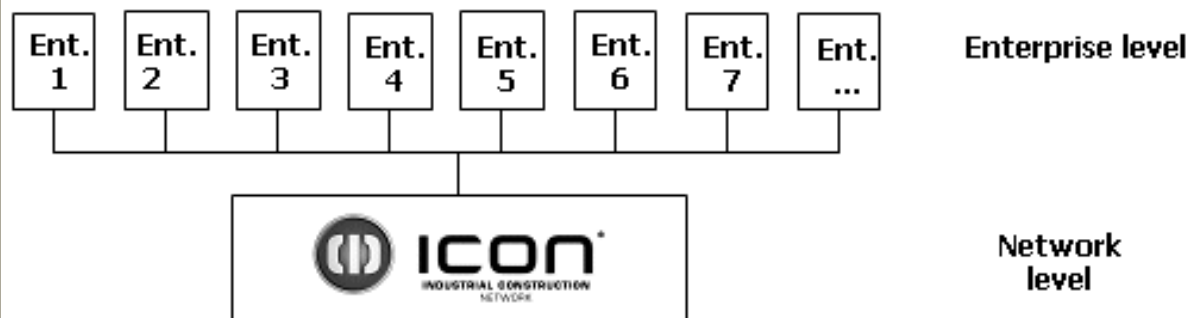 Ent.
1
Ent.
2
Ent.
3
Ent.
4
Ent.
5
Ent.
6
Ent.
7
Ent.
...
Enterprise level
ICON
INDUSTRIAL CONSTRUCTION
NETWORK
Network
level